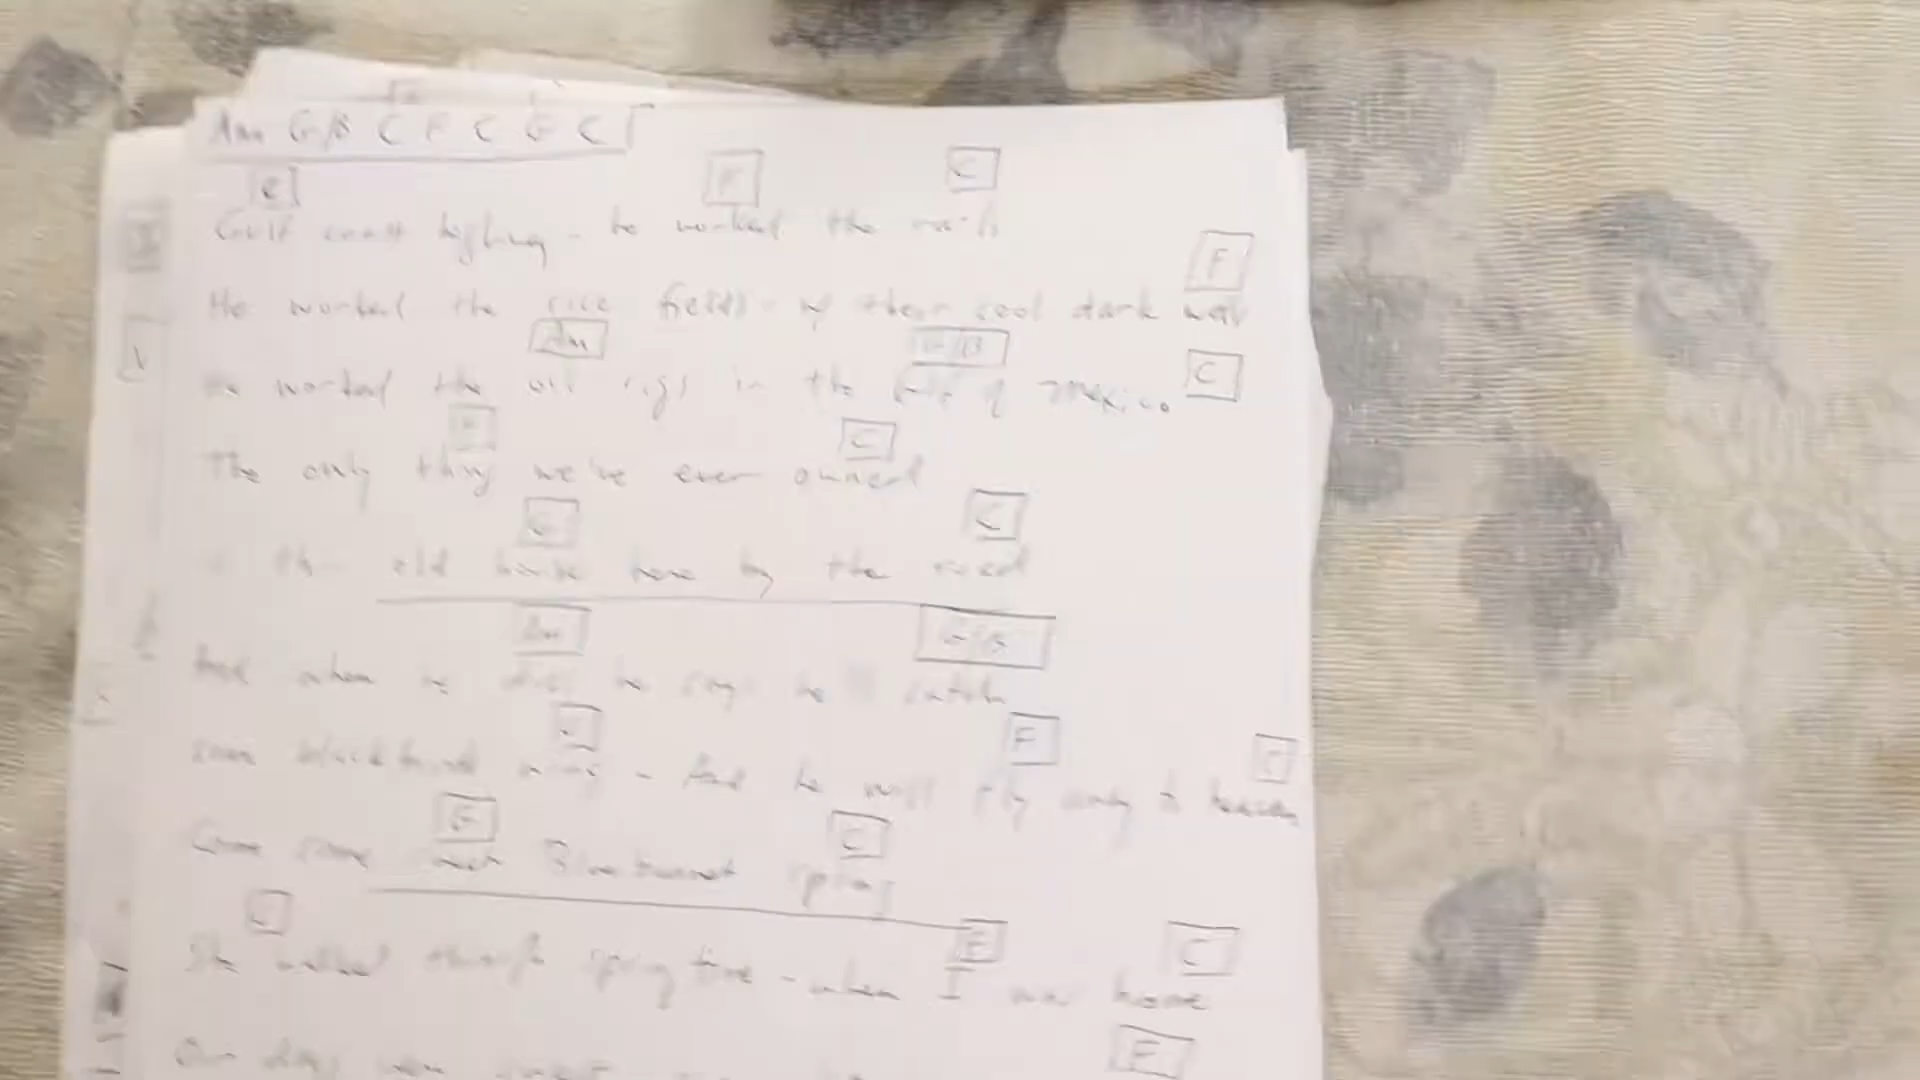 Am G/B C F C G C
C
F C
Gulf coast highway - he worked the rails
F
He worked the rice fields - w/ their cool dark wells
Am G/B
He worked the oil rigs in the Gulf of Mexico C
F C
The only thing we've ever owned
G C
old house here by the road
Am G/B
And when he dies he says he'll catch
C F C
some blackbird's wing - And he will fly away to heaven
G C
Come some sweet Bluebonnet spring
C F C
She walked through springtime - when I was home
F
Our days were sweet